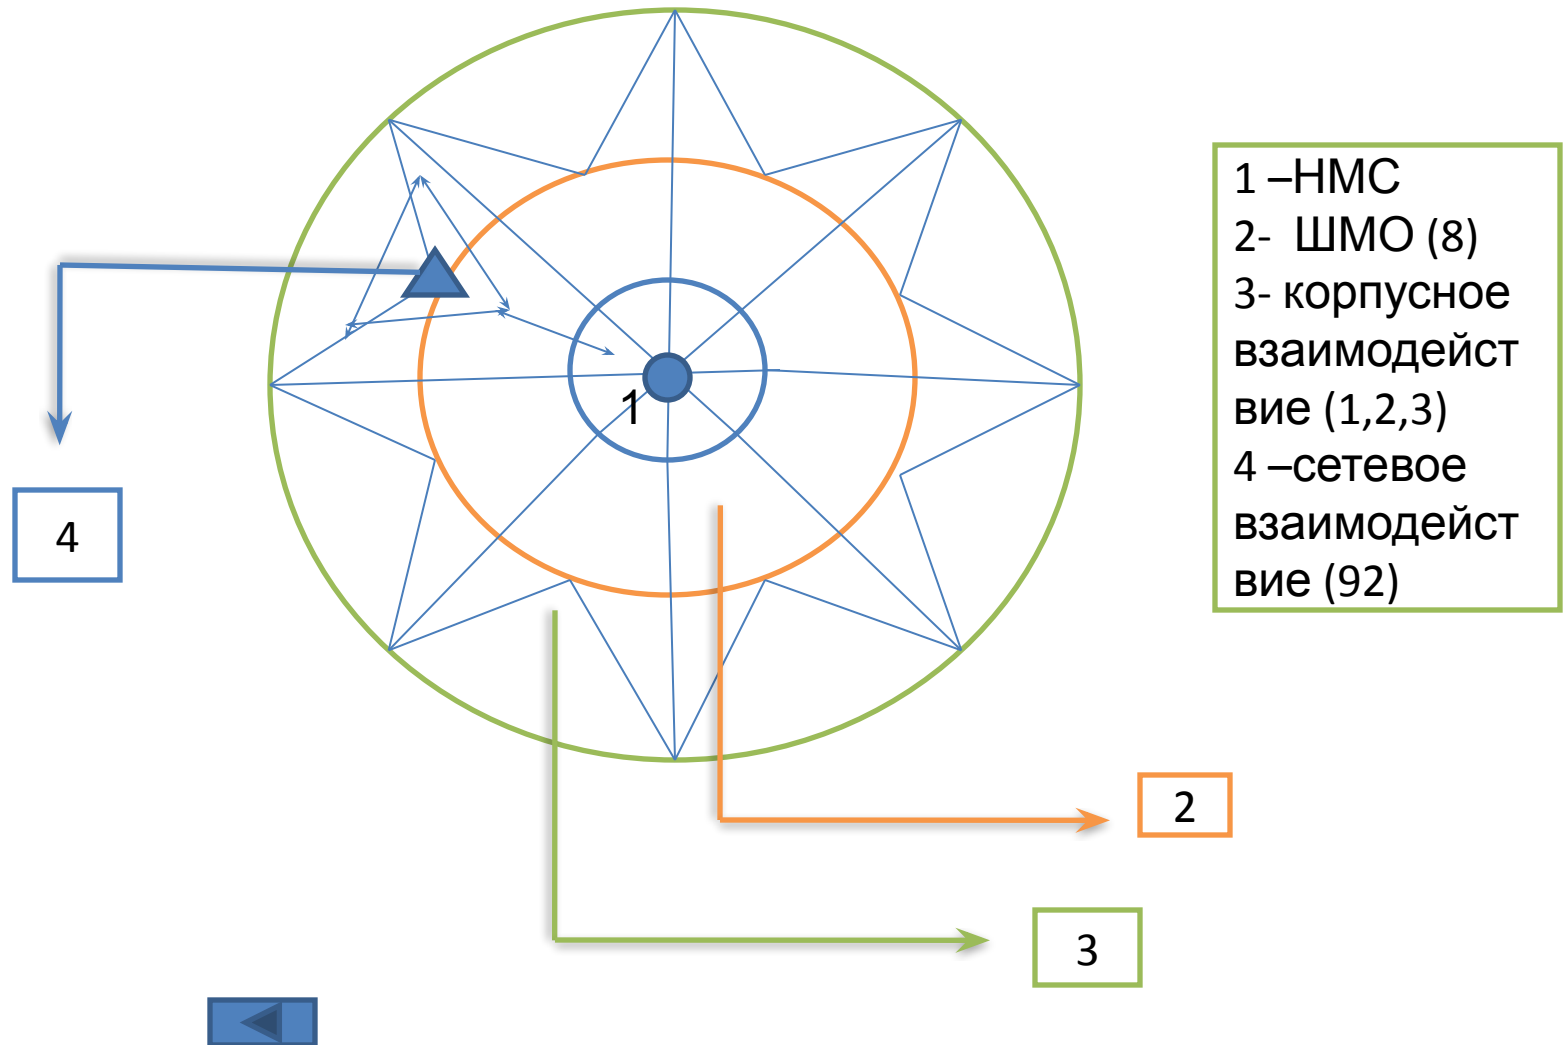 1 –НМС
2-  ШМО (8)
3- корпусное
взаимодейст
вие (1,2,3)
4 –сетевое
взаимодейст
вие (92)
1
4
2
3